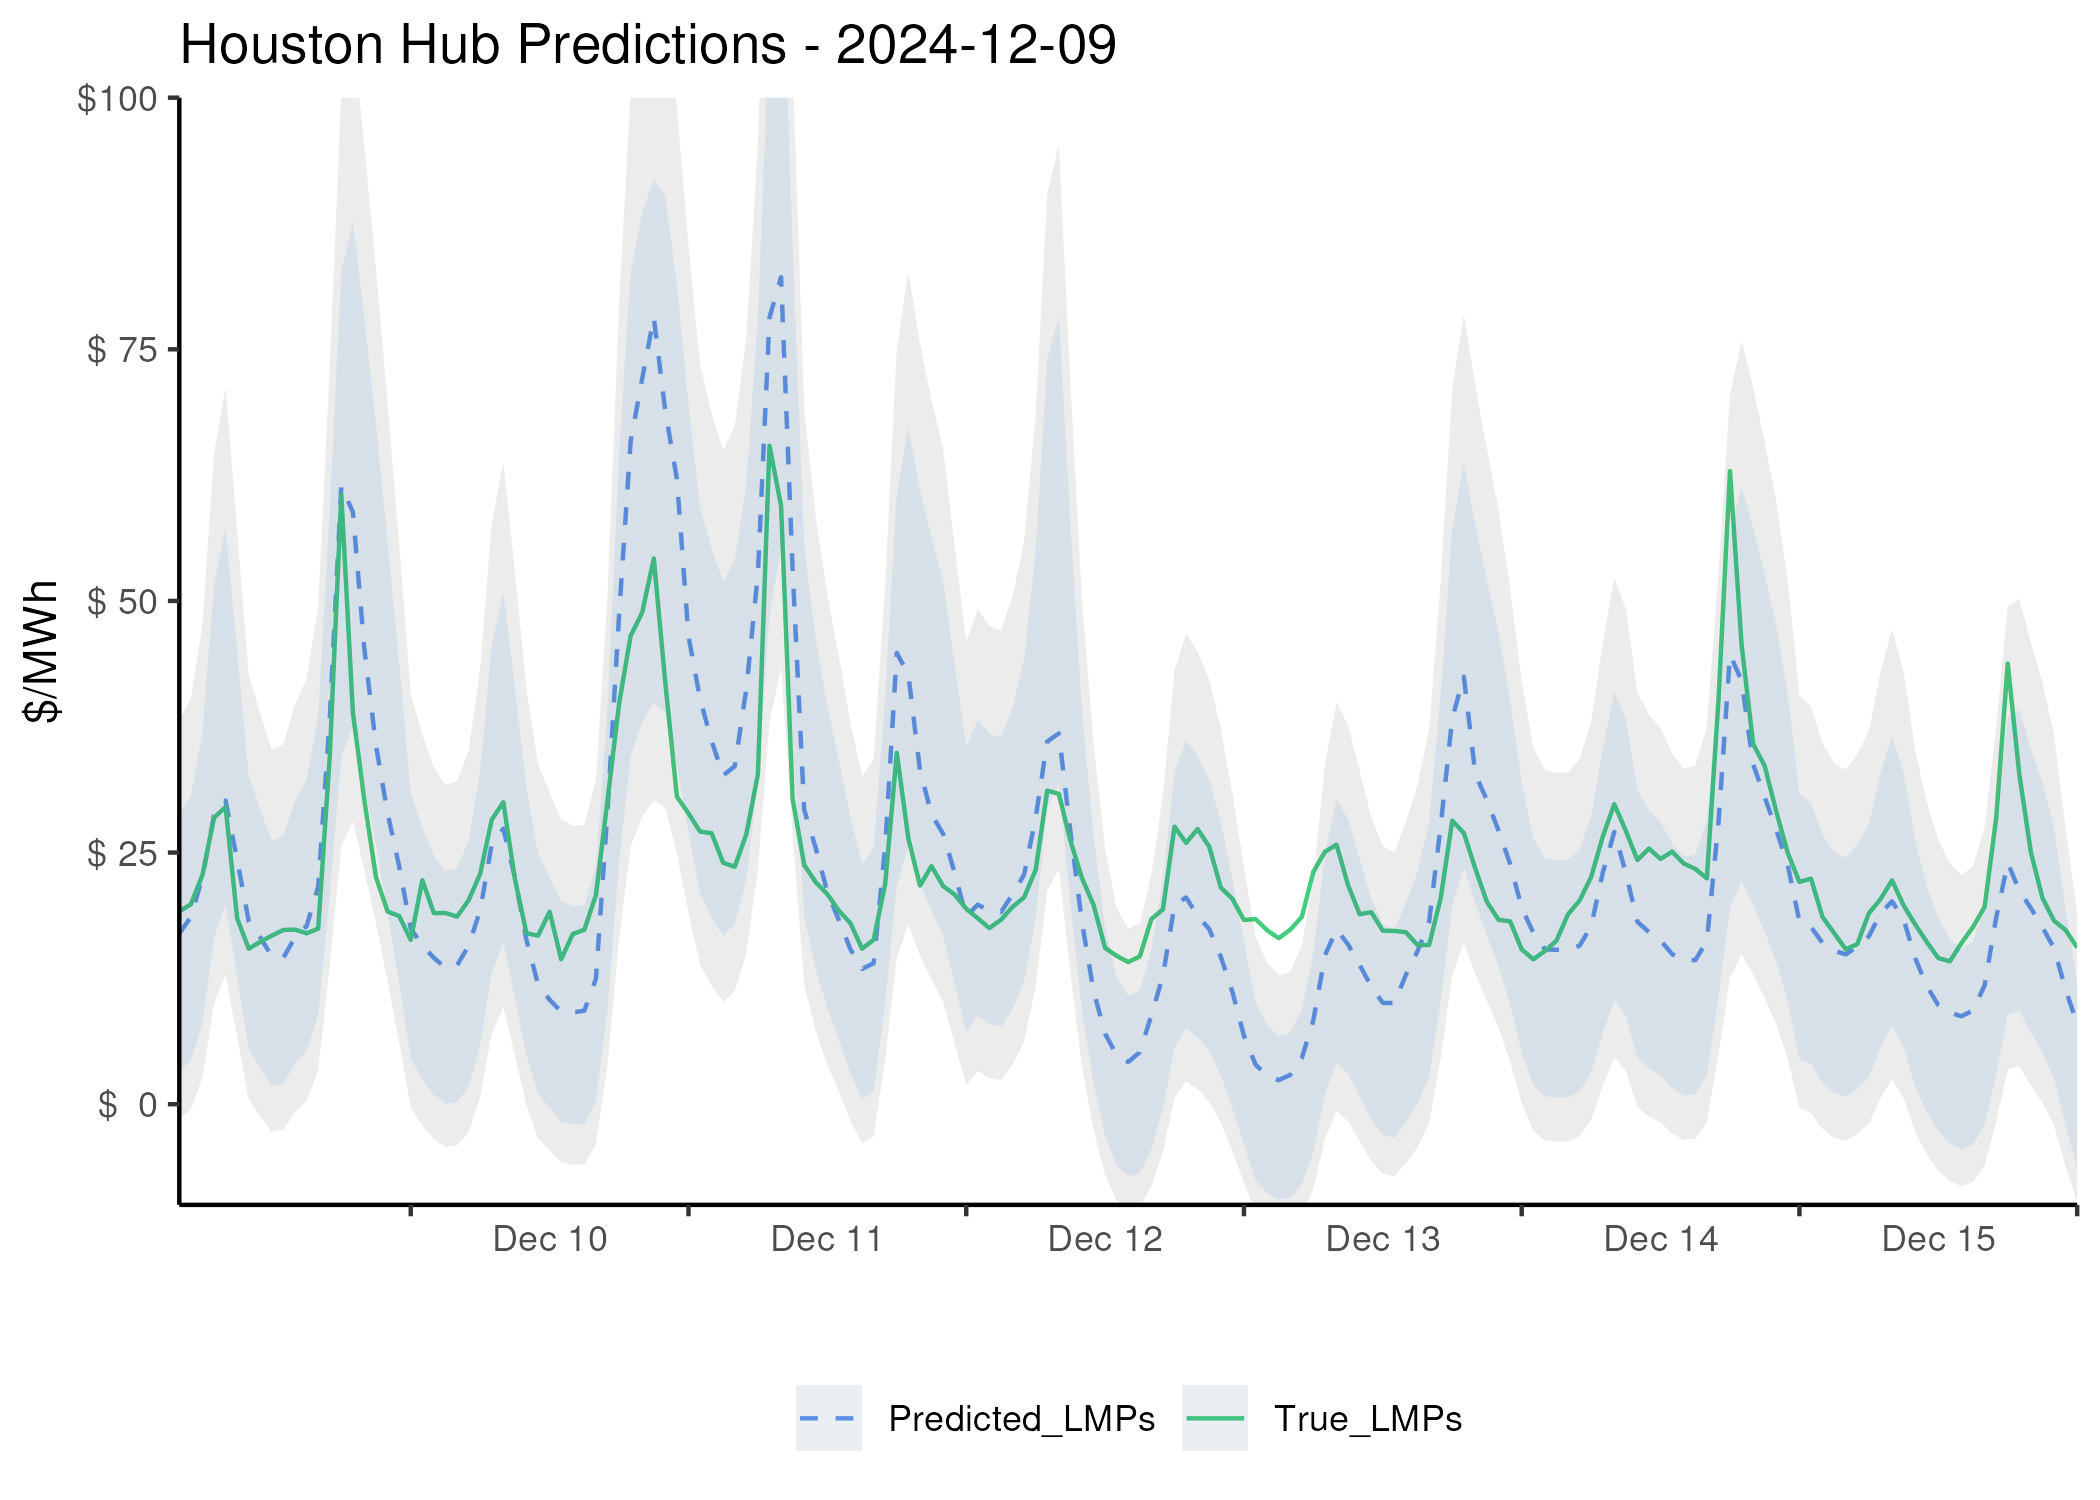 Houston Hub Predictions - 2024-12-09
$100
$ 75
$ 50
$ 25
$ 0
$/MWh
Dec 10 Dec 11 Dec 12 Dec 13 Dec 14 Dec 15
Predicted_LMPs True_LMPs